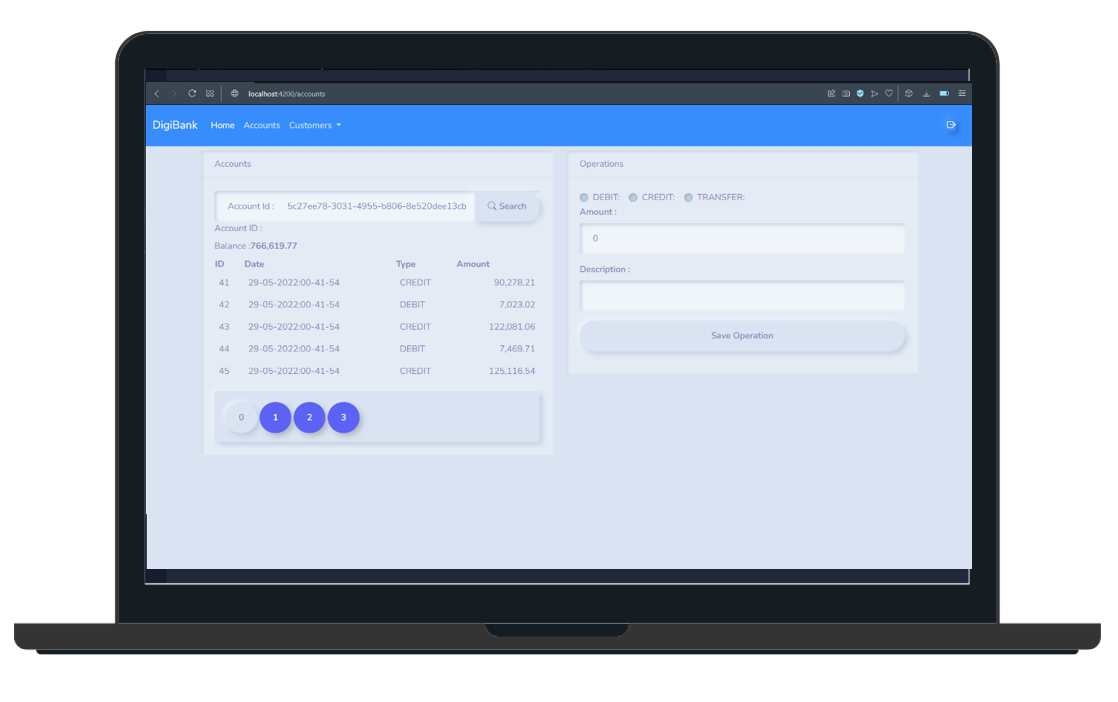 localhost:4200/accounts
DigiBank Home Accounts Customers
Accounts
Account Id : 5c27ee78-3031-4955-b806-8e520dee13cb Search
Account ID :
Balance :766,619.77
ID Date Type Amount
41 29-05-2022:00-41-54 CREDIT 90,278.21
42 29-05-2022:00-41-54 DEBIT 7,023.02
43 29-05-2022:00-41-54 CREDIT 122,081.06
44 29-05-2022:00-41-54 DEBIT 7,469.71
45 29-05-2022:00-41-54 CREDIT 125,116.54
0 1 2 3
Operations
DEBIT: CREDIT: TRANSFER:
Amount :
0
Description :
Save Operation